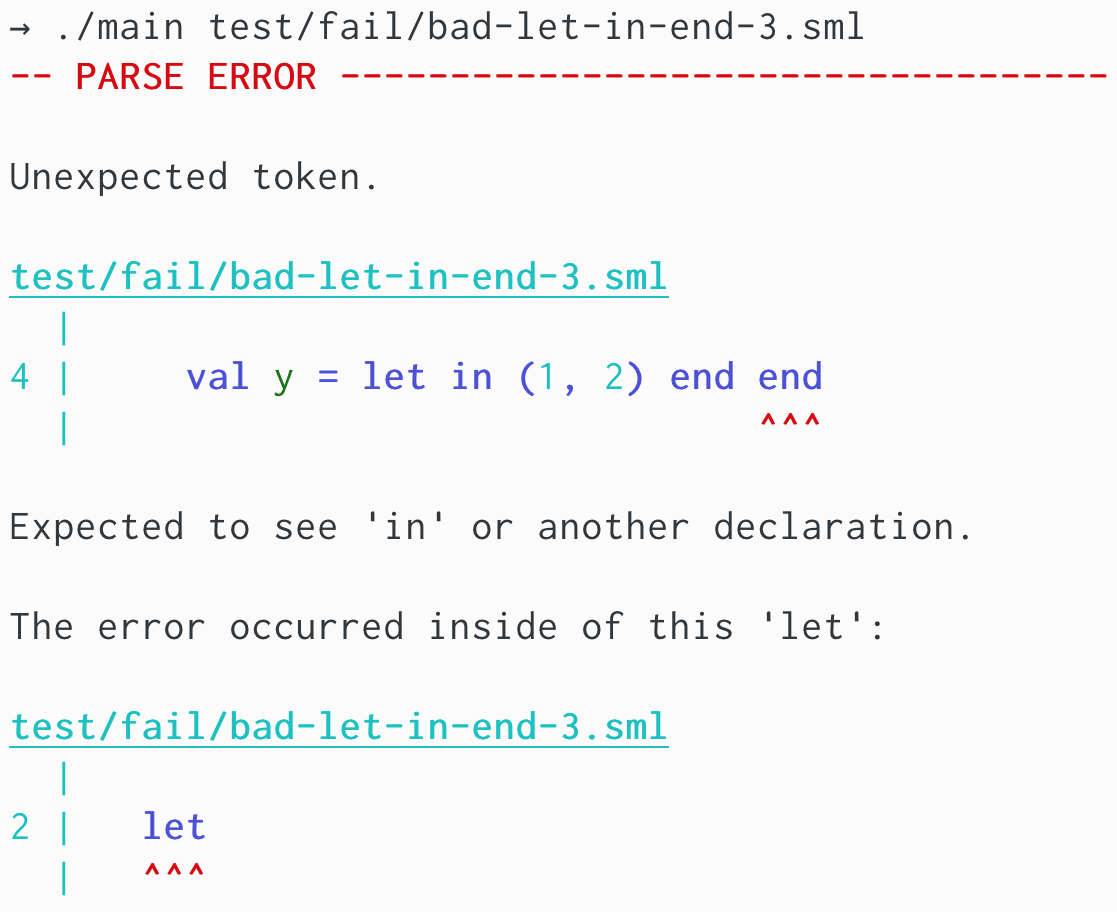 → ./main test/fail/bad-let-in-end-3.sml
-- PARSE ERROR -----------------------------------
Unexpected token.
test/fail/bad-let-in-end-3.sml
  |
4 |     val y = let in (1, 2) end end
  |                               ^^^
Expected to see 'in' or another declaration.
The error occurred inside of this 'let':
test/fail/bad-let-in-end-3.sml
  |
2 |   let
  |   ^^^